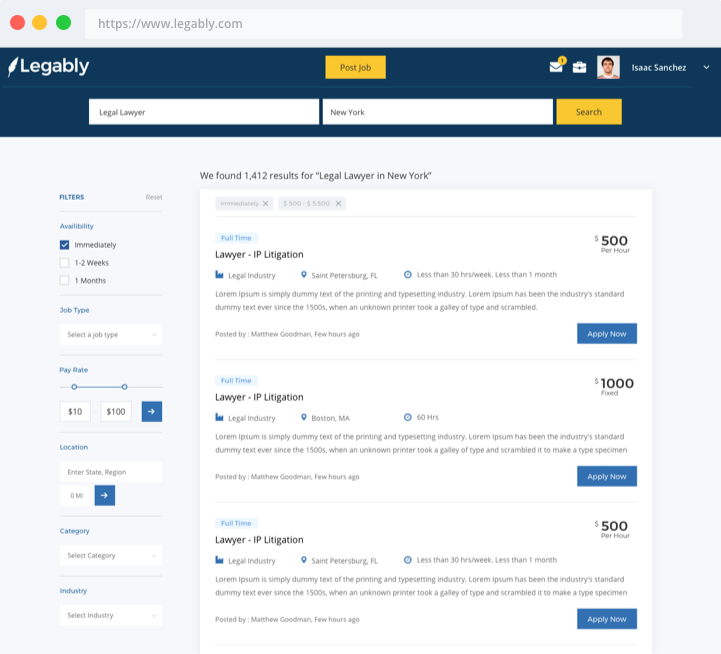 https://www.legably.com
Legably
Post Job
1
Isaac Sanchez
Legal Lawyer
New York
Search
We found 1,412 results for “Legal Lawyer in New York”
FILTERS
Reset
Availibility
Immediately
1-2 Weeks
1 Months
Job Type
Select a job type
Pay Rate
$10
$100
Location
Enter State, Region
0 MI
Category
Select Category
Industry
Select Industry
Immediately
$ 500 - $ 5,500
Full Time
$ 500
Per Hour
Lawyer - IP Litigation
Legal Industry
Saint Petersburg, FL
Less than 30 hrs/week. Less than 1 month
Lorem Ipsum is simply dummy text of the printing and typesetting industry. Lorem Ipsum has been the industry's standard
dummy text ever since the 1500s, when an unknown printer took a galley of type and scrambled.
Posted by : Matthew Goodman, Few hours ago
Apply Now
Full Time
$ 1000
Fixed
Lawyer - IP Litigation
Legal Industry
Boston, MA
60 Hrs
Lorem Ipsum is simply dummy text of the printing and typesetting industry. Lorem Ipsum has been the industry's standard
dummy text ever since the 1500s, when an unknown printer took a galley of type and scrambled it to make a type specimen
Posted by : Matthew Goodman, Few hours ago
Apply Now
Full Time
$ 500
Per Hour
Lawyer - IP Litigation
Legal Industry
Saint Petersburg, FL
Less than 30 hrs/week. Less than 1 month
Lorem Ipsum is simply dummy text of the printing and typesetting industry. Lorem Ipsum has been the industry's standard
dummy text ever since the 1500s, when an unknown printer took a galley of type and scrambled it to make a type specimen
Posted by : Matthew Goodman, Few hours ago
Apply Now